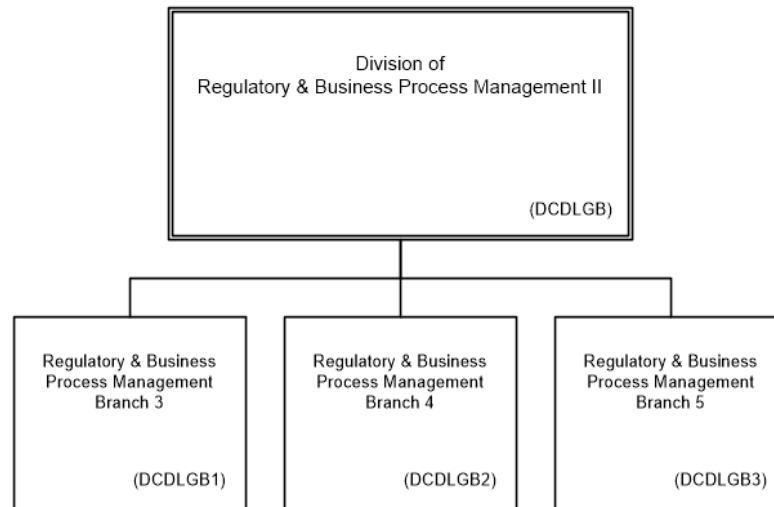 Division of
Regulatory & Business Process Management II
(DCDLGB)
Regulatory & Business
Process Management
Branch 3
(DCDLGB1)
Regulatory & Business
Process Management
Branch 4
(DCDLGB2)
Regulatory & Business
Process Management
Branch 5
(DCDLGB3)